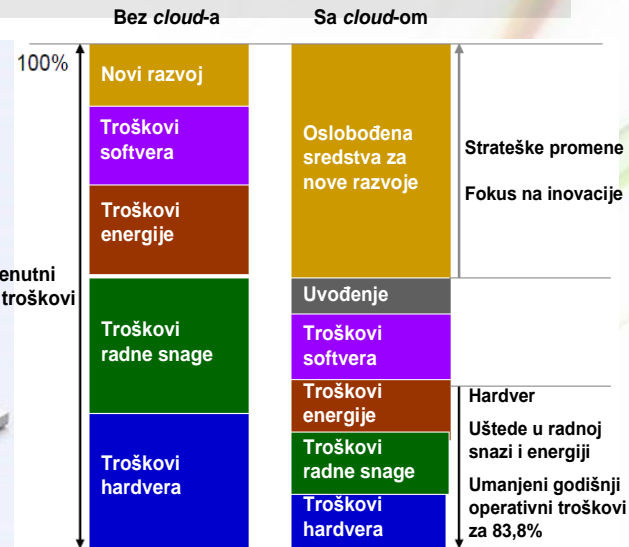 Bez cloud-a
Sa cloud-om
100%
Novi razvoj
Troškovi
softvera
Troškovi
energije
Troškovi
radne snage
Troškovi
hardvera
troškovi
Oslobođena
sredstva za
nove razvoje
Uvođenje
Troškovi
softvera
Troškovi
energije
Troškovi
radne snage
Troškovi
hardvera
Strateške promene
Fokus na inovacije
Hardver
Uštede u radnoj
snazi i energiji
Umanjeni godišnji
operativni troškovi
za 83,8%